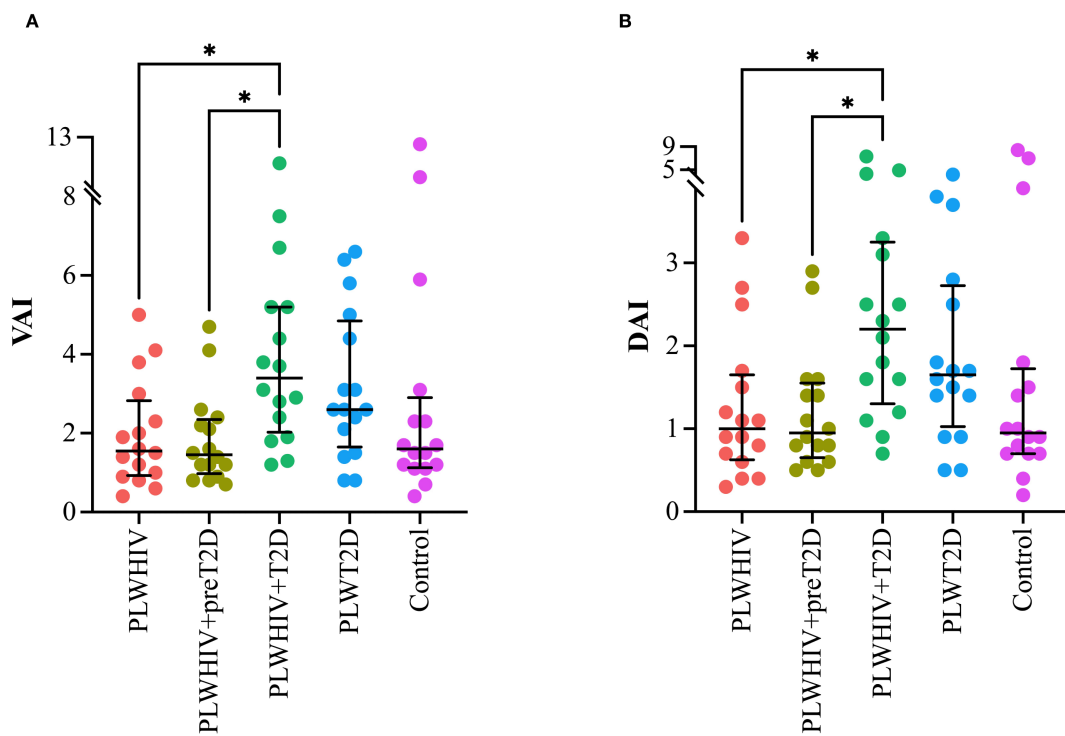 A
B
*
*
*
*
VAI
13
8
6
4
2
0
PLWHIV
PLWHIV+preT2D
PLWHIV+T2D
PLWT2D
Control
DAI
9
5
3
2
1
0
PLWHIV
PLWHIV+preT2D
PLWHIV+T2D
PLWT2D
Control